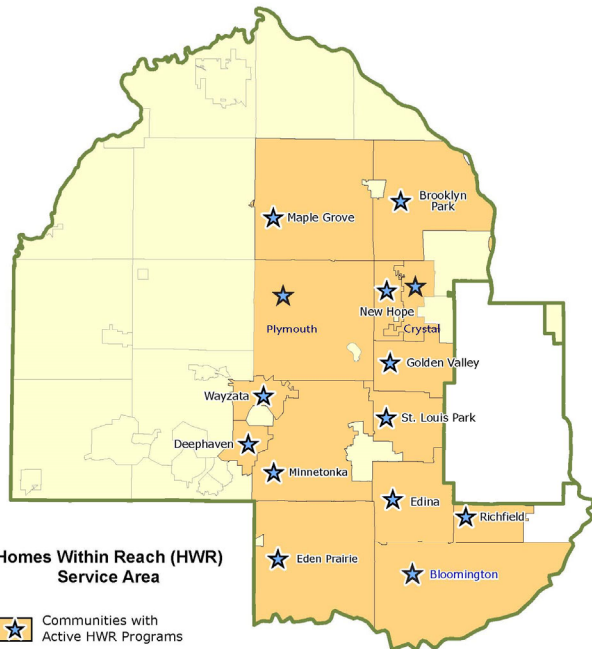 Brooklyn
Park
Maple Grove
New Hope
Plymouth
Crystal
Golden Valley
Wayzata
St. Louis Park
Deephaven
Minnetonka
Edina
Richfield
Homes Within Reach (HWR)
Service Area
Eden Prairie
Bloomington
Communities with
Active HWR Programs